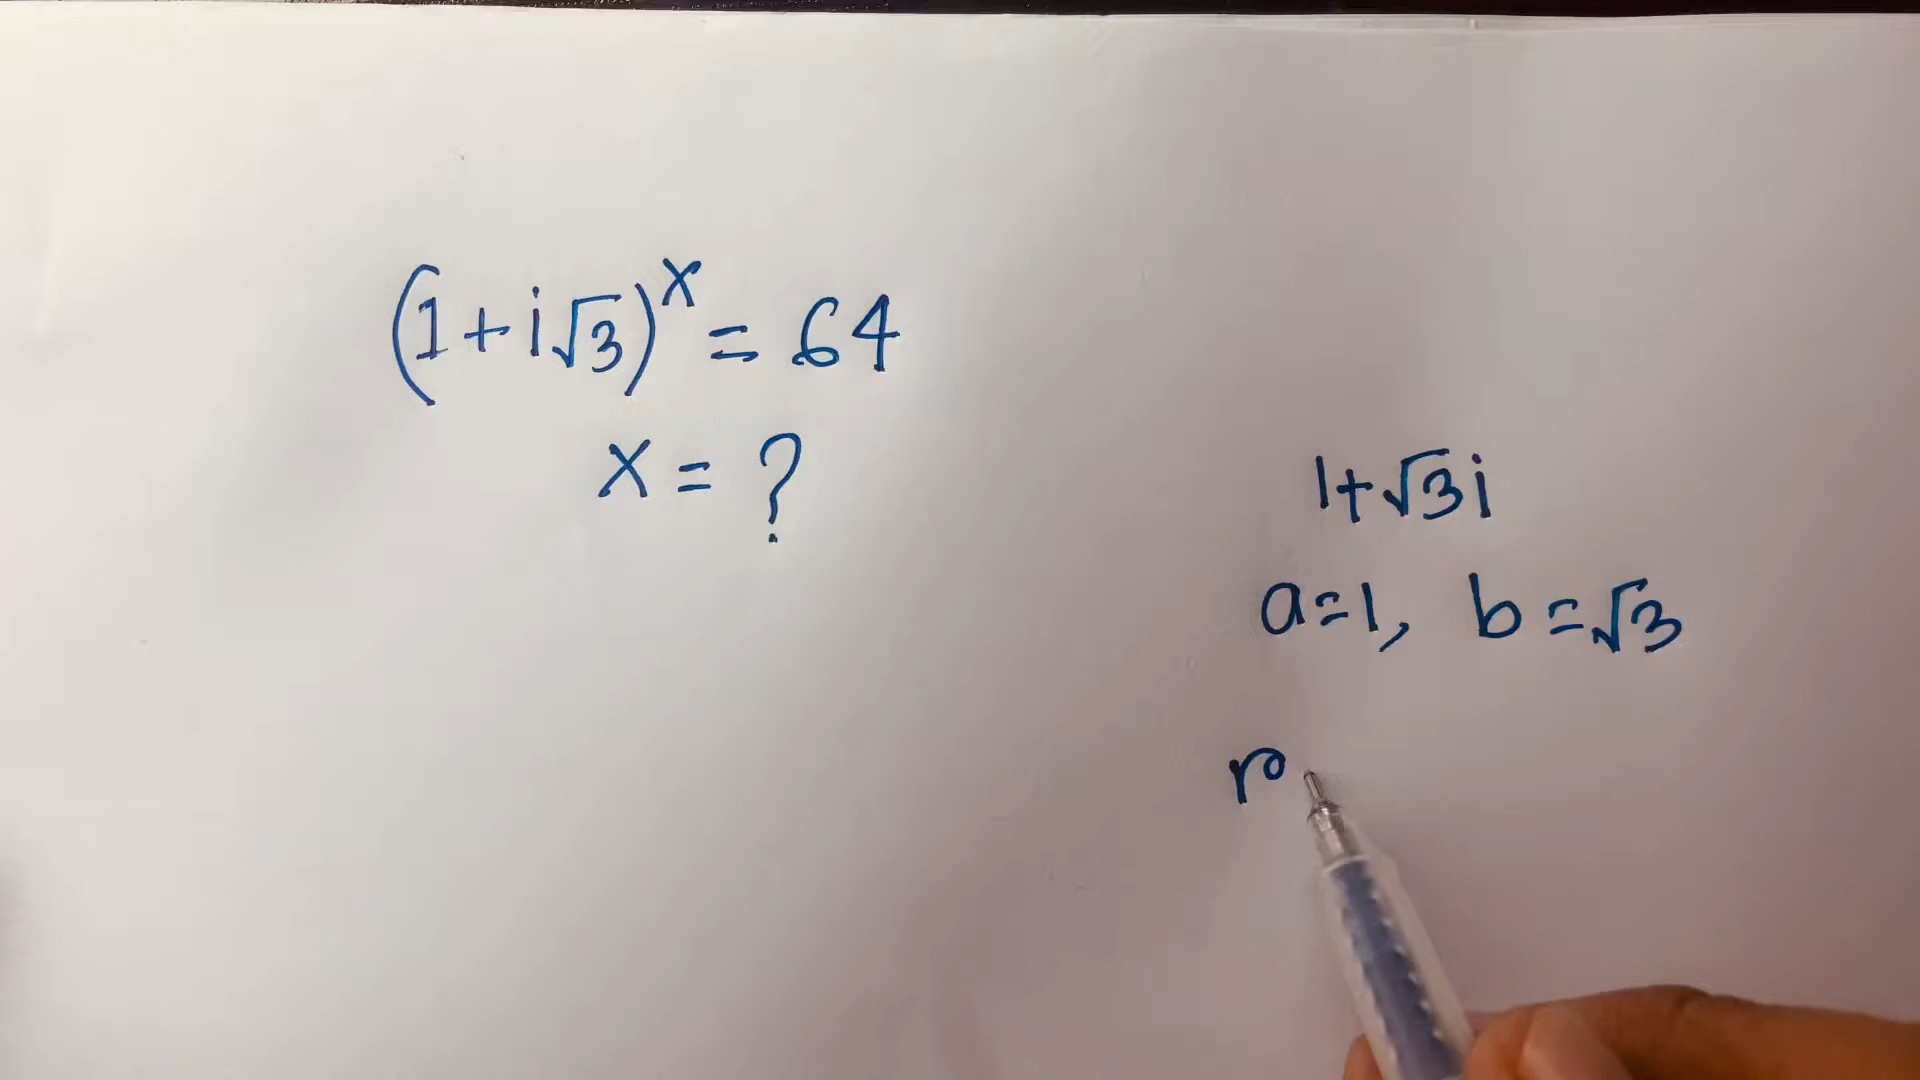 (1+i√3)^x = 64
x = ?
1+√3i
a=1, b=√3
r